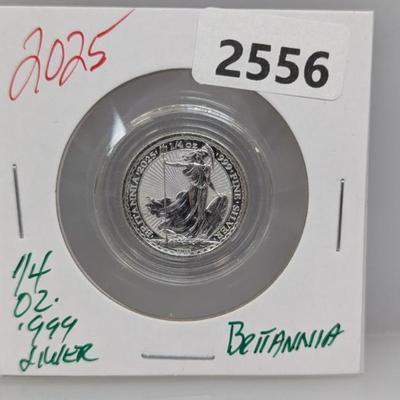 2025
2556
BRITANNIA · 2025 · 1/4 oz · 999 · FINE · SILVER
1/4
OZ.
.999
SILVER
BRITANNIA